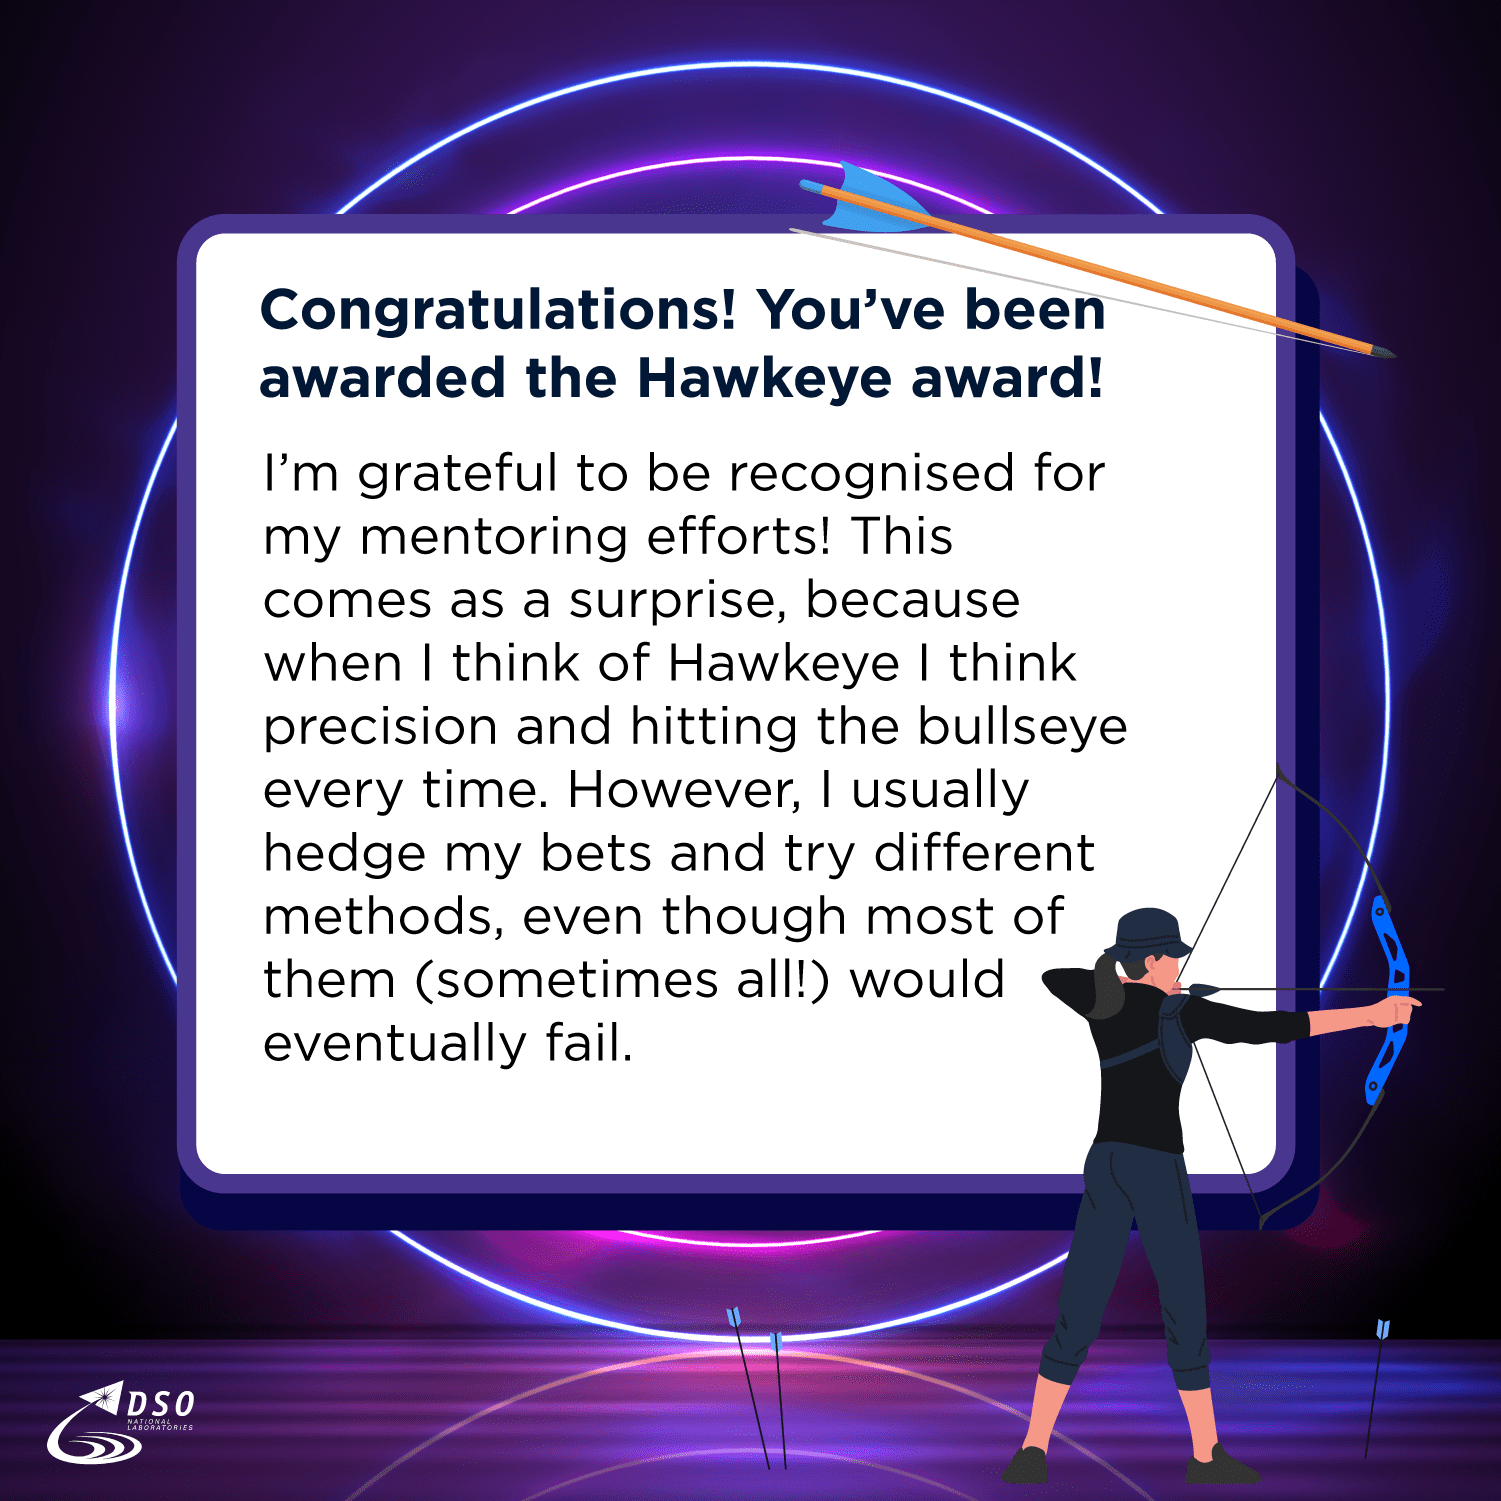 Congratulations! You’ve been
awarded the Hawkeye award!
I’m grateful to be recognised for
my mentoring efforts! This
comes as a surprise, because
when I think of Hawkeye I think
precision and hitting the bullseye
every time. However, I usually
hedge my bets and try different
methods, even though most of
them (sometimes all!) would
eventually fail.
DSO
NATIONAL
LABORATORIES